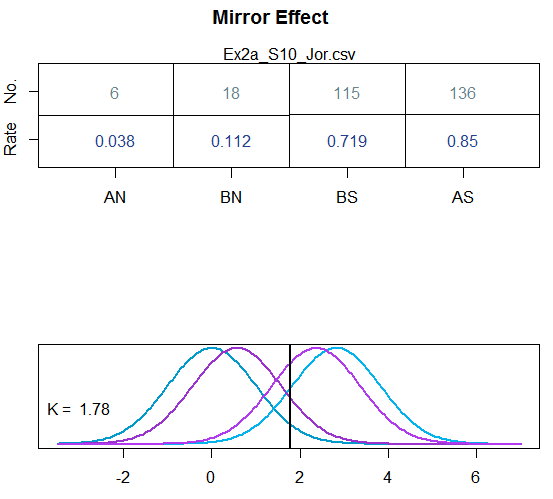 Mirror Effect
Ex2a_S10_Jor.csv
No. 6 18 115 136
Rate 0.038 0.112 0.719 0.85
AN BN BS AS
K = 1.78
-2 0 2 4 6